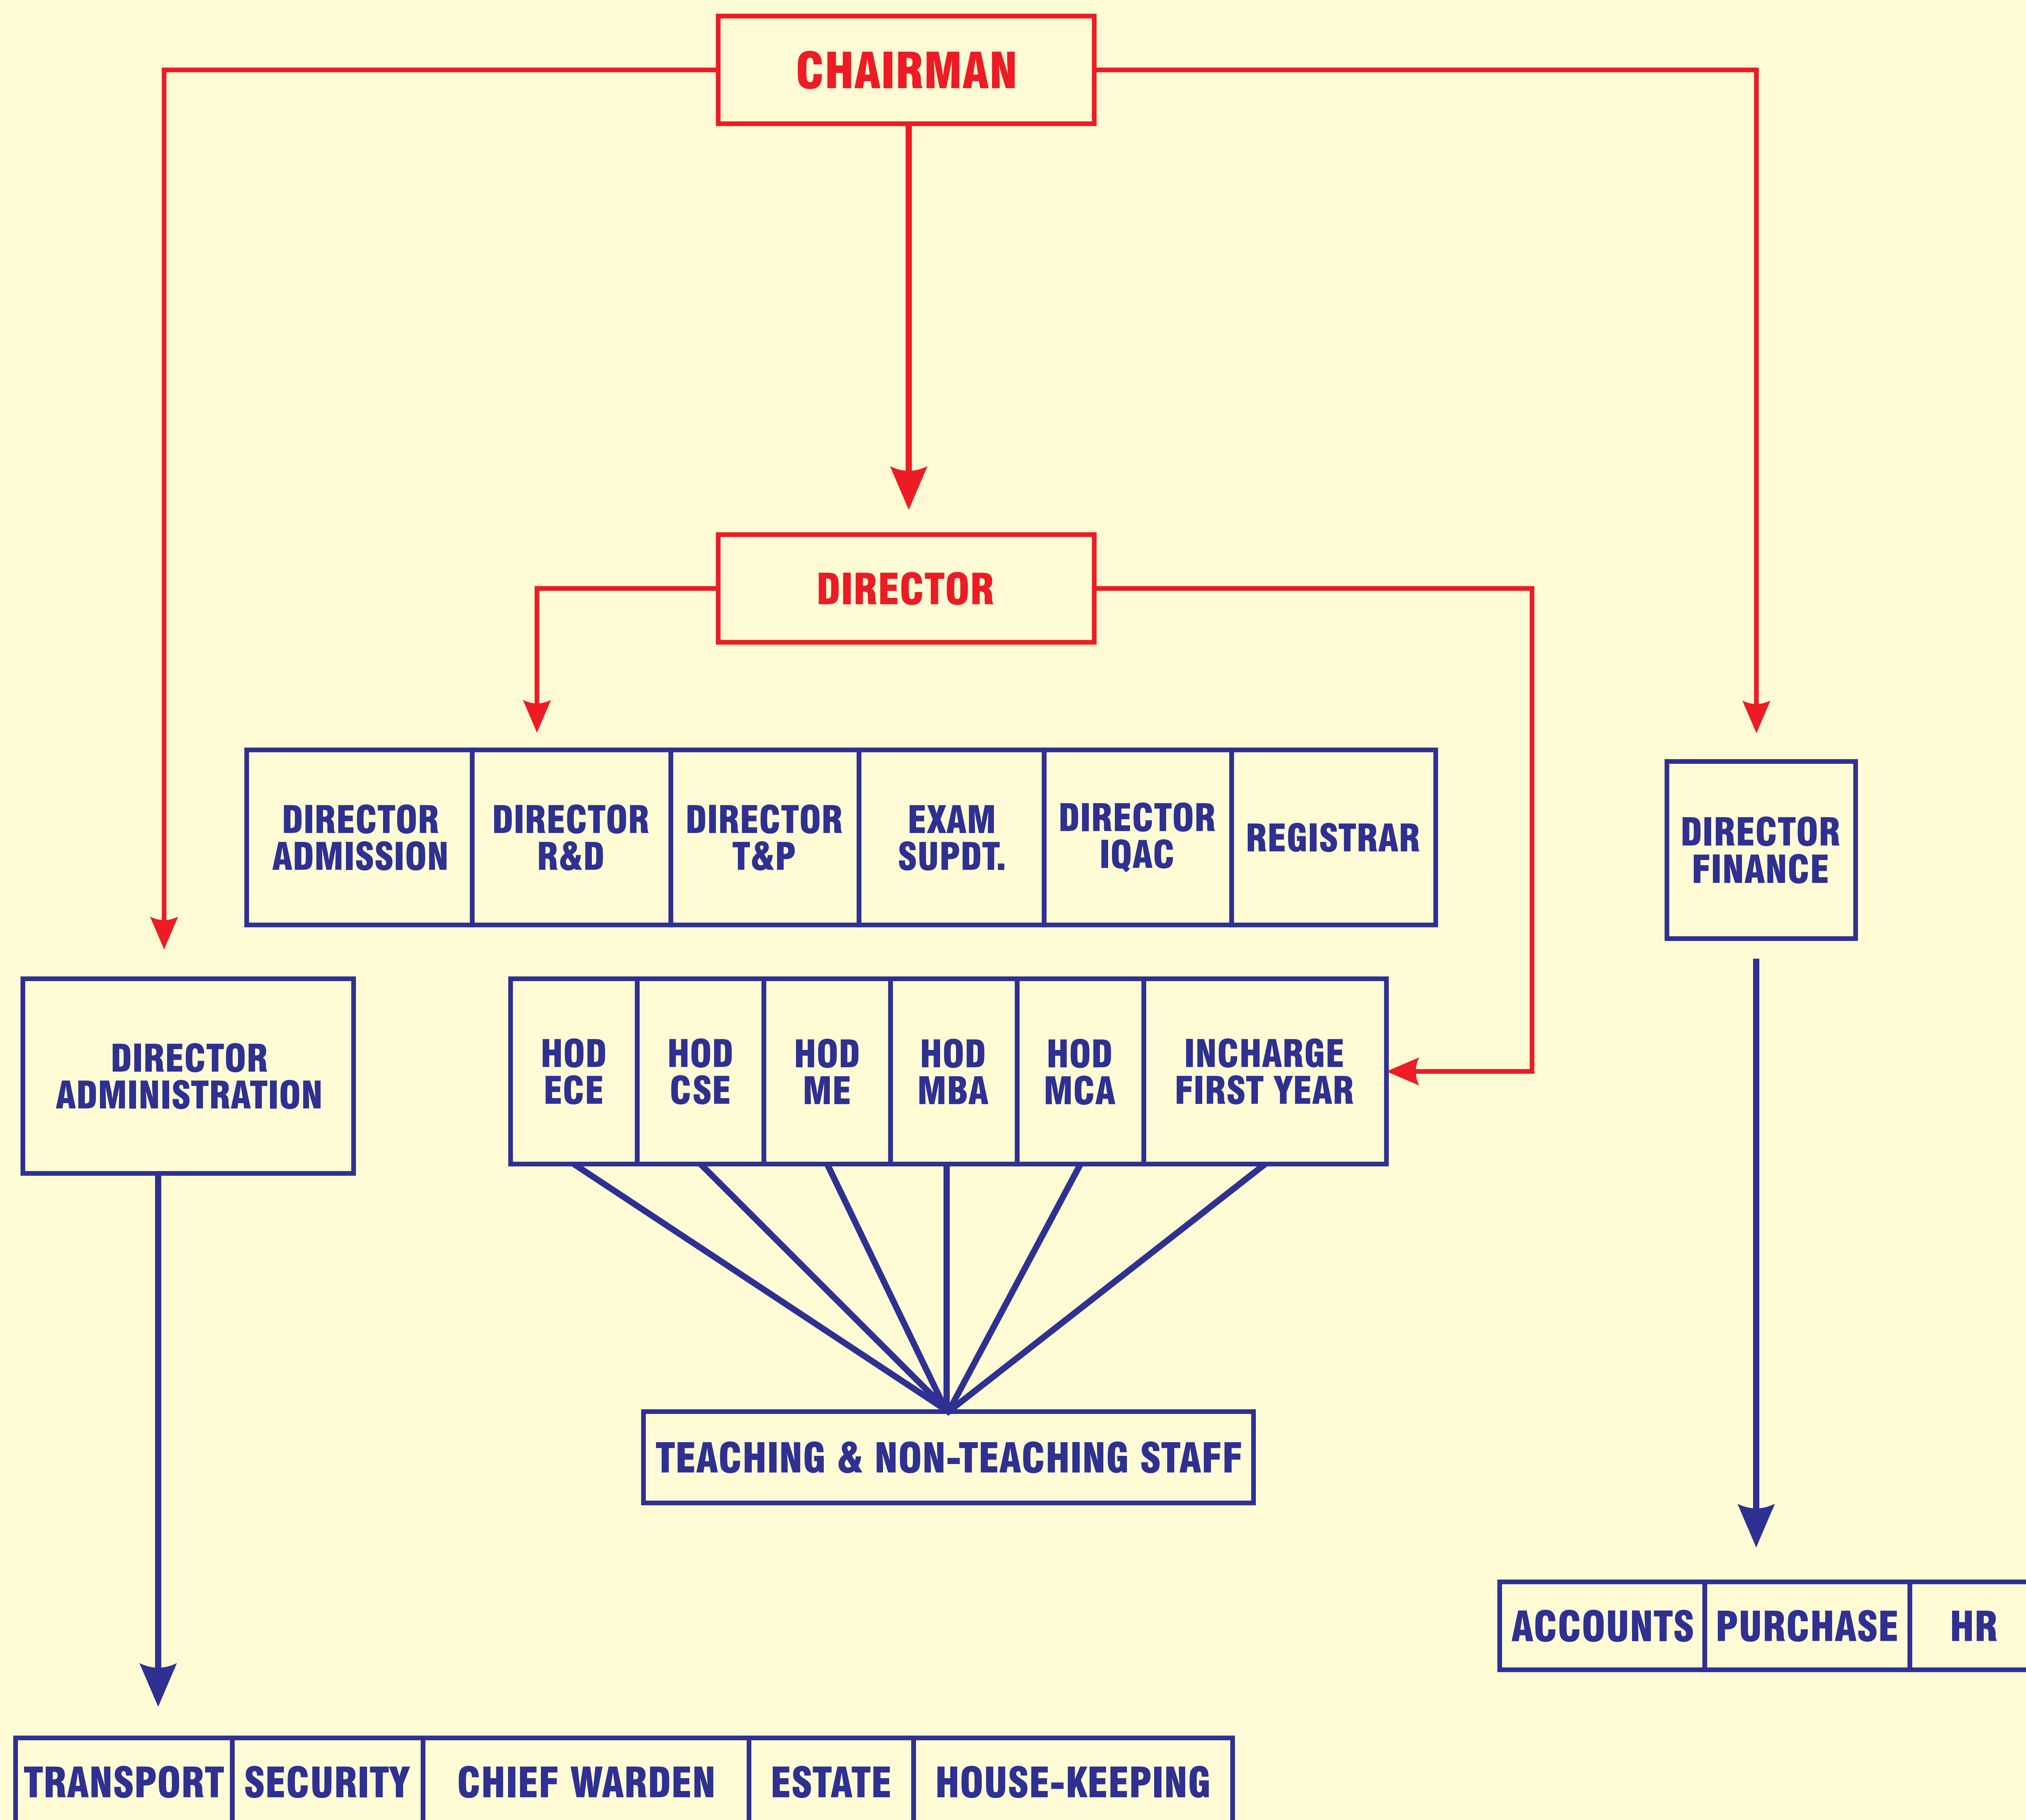 CHAIRMAN
DIRECTOR
DIRECTOR
ADMISSION
DIRECTOR
R&D
DIRECTOR
T&P
EXAM
SUPDT.
DIRECTOR
IQAC
REGISTRAR
DIRECTOR
FINANCE
DIRECTOR
ADMINISTRATION
HOD
ECE
HOD
CSE
HOD
ME
HOD
MBA
HOD
MCA
INCHARGE
FIRST YEAR
TEACHING & NON-TEACHING STAFF
ACCOUNTS
PURCHASE
HR
TRANSPORT
SECURITY
CHIEF WARDEN
ESTATE
HOUSE-KEEPING